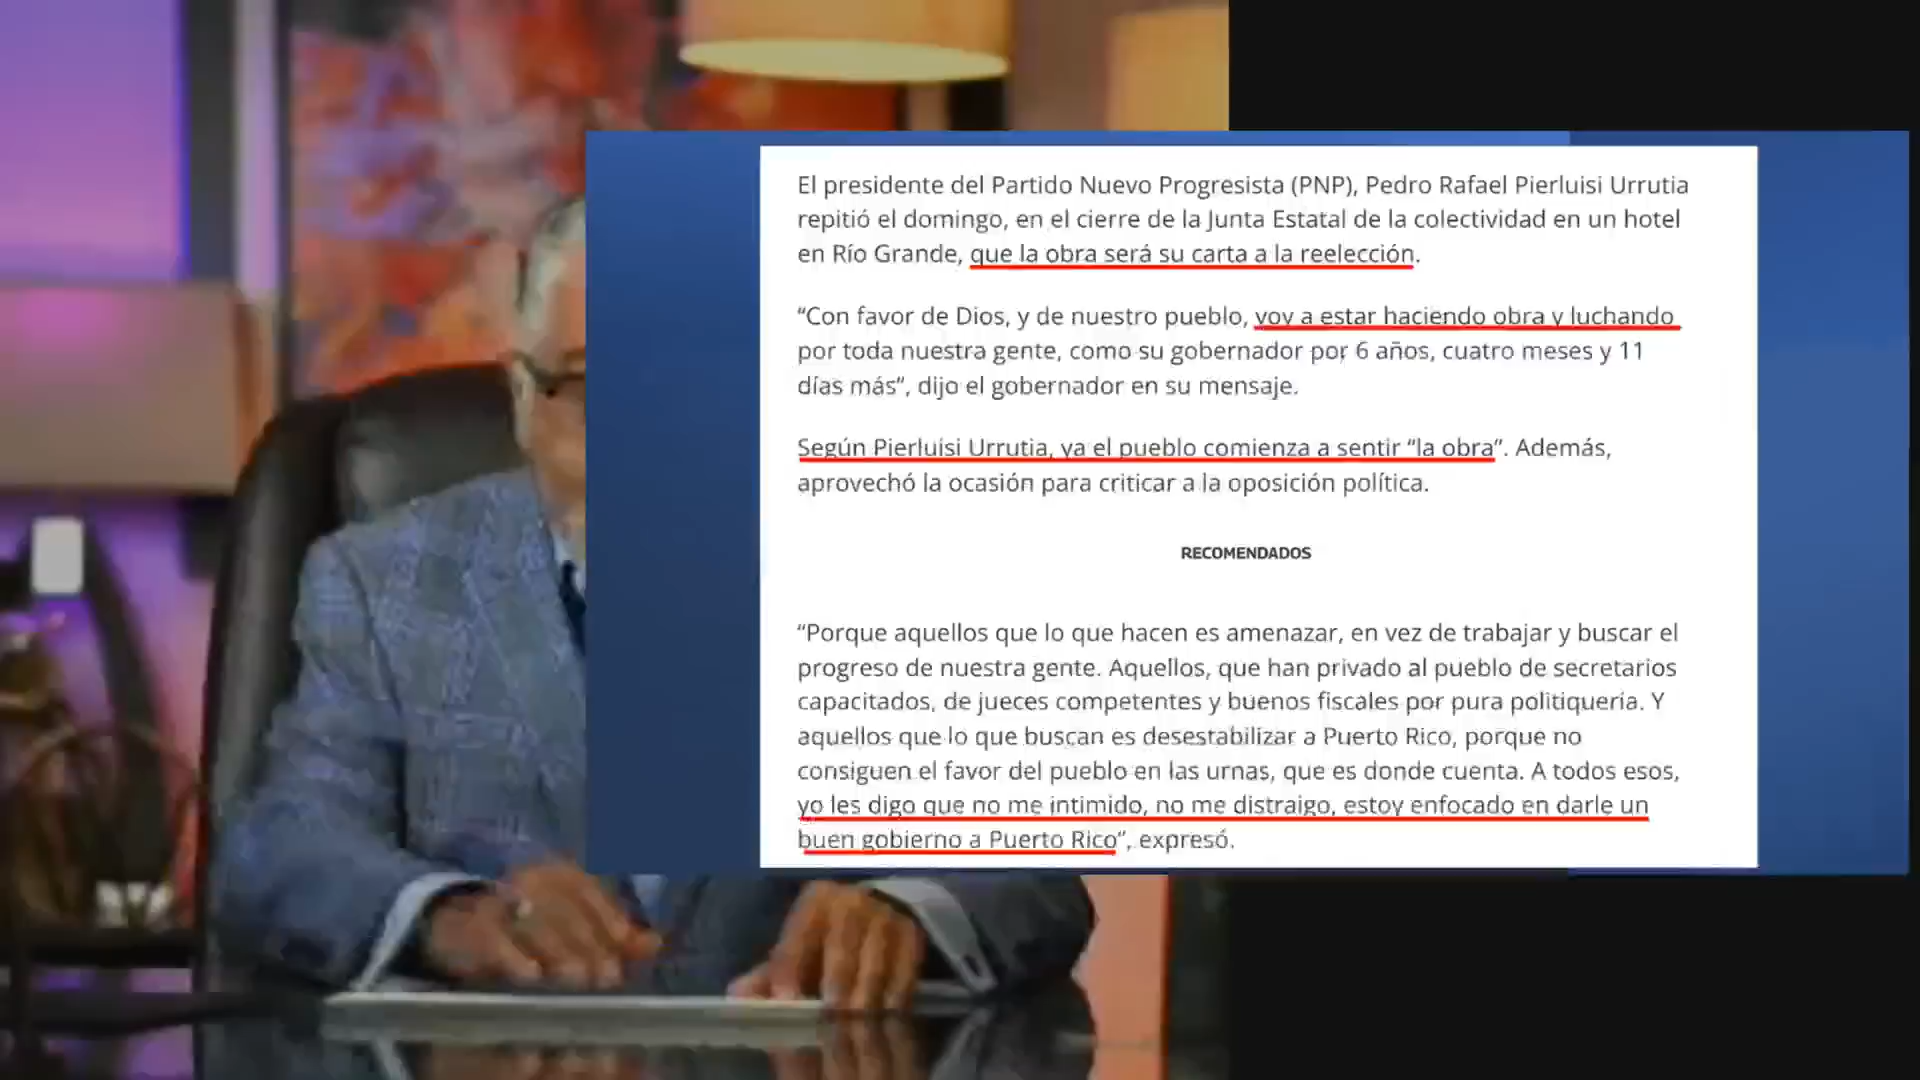 El presidente del Partido Nuevo Progresista (PNP), Pedro Rafael Pierluisi Urrutia
repitió el domingo, en el cierre de la Junta Estatal de la colectividad en un hotel
en Río Grande, que la obra será su carta a la reelección.
“Con favor de Dios, y de nuestro pueblo, voy a estar haciendo obra y luchando
por toda nuestra gente, como su gobernador por 6 años, cuatro meses y 11
días más“, dijo el gobernador en su mensaje.
Según Pierluisi Urrutia, ya el pueblo comienza a sentir “la obra”. Además,
aprovechó la ocasión para criticar a la oposición política.
RECOMENDADOS
“Porque aquellos que lo que hacen es amenazar, en vez de trabajar y buscar el
progreso de nuestra gente. Aquellos, que han privado al pueblo de secretarios
capacitados, de jueces competentes y buenos fiscales por pura politiquería. Y
aquellos que lo que buscan es desestabilizar a Puerto Rico, porque no
consiguen el favor del pueblo en las urnas, que es donde cuenta. A todos esos,
yo les digo que no me intimido, no me distraigo, estoy enfocado en darle un
buen gobierno a Puerto Rico“, expresó.